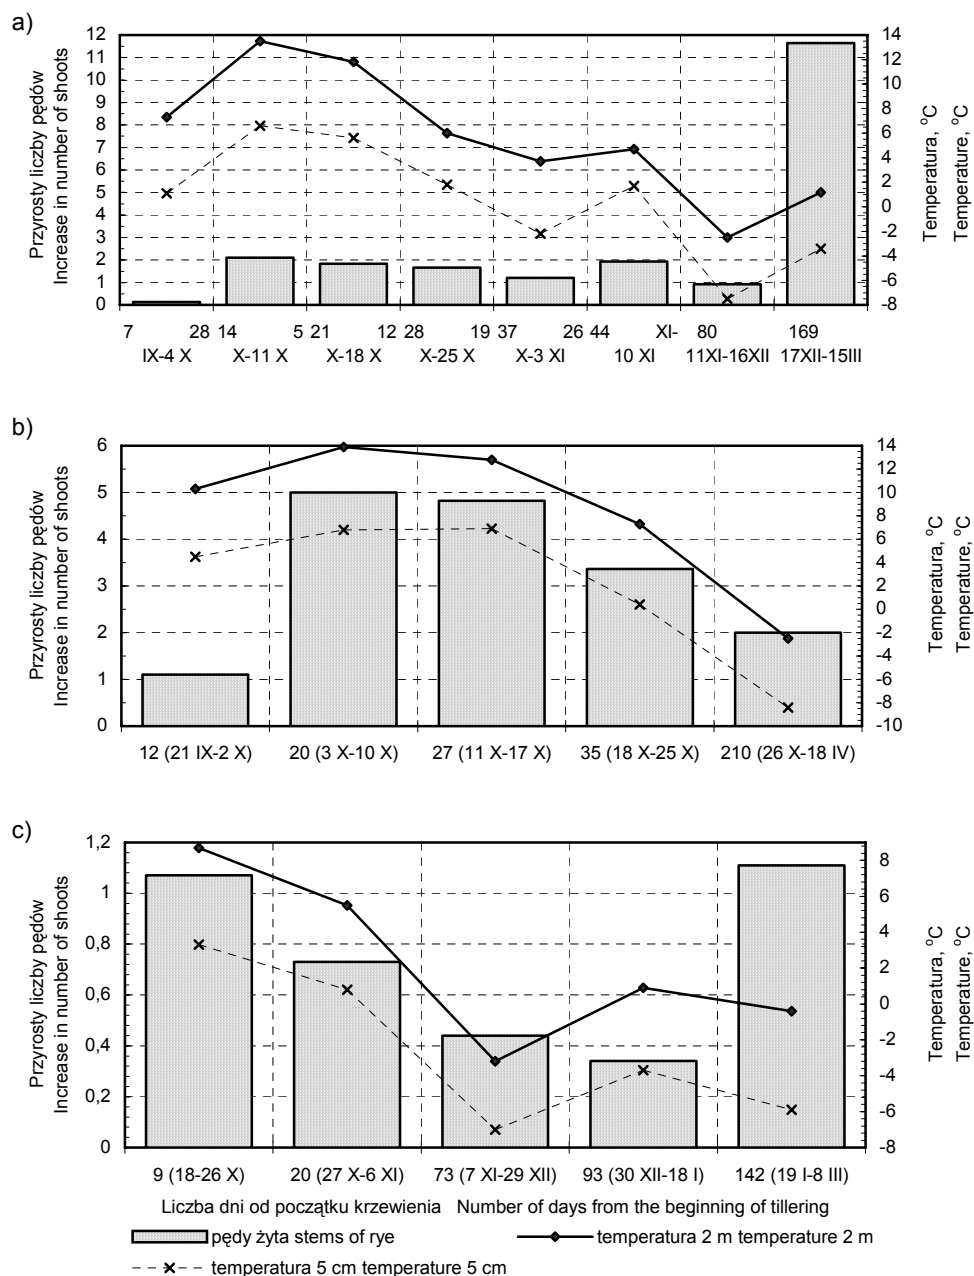 a)
Przyrosty liczby pędów
Increase in number of shoots
12
11
10
9
8
7
6
5
4
3
2
1
0
14
12
10
8
6
4
2
0
-2
-4
-6
-8
Temperatura, °C
Temperature, °C
7 28 14 5 21 12 28 19 37 26 44 XI- 80 169
IX-4 X X-11 X X-18 X X-25 X X-3 XI 10 XI 11XI-16XII 17XII-15III
b)
Przyrosty liczby pędów
Increase in number of shoots
6
5
4
3
2
1
0
14
12
10
8
6
4
2
0
-2
-4
-6
-8
-10
Temperatura, °C
Temperature, °C
12 (21 IX-2 X) 20 (3 X-10 X) 27 (11 X-17 X) 35 (18 X-25 X) 210 (26 X-18 IV)
c)
Przyrosty liczby pędów
Increase in number of shoots
1,2
1
0,8
0,6
0,4
0,2
0
8
6
4
2
0
-2
-4
-6
-8
Temperatura, °C
Temperature, °C
9 (18-26 X) 20 (27 X-6 XI) 73 (7 XI-29 XII) 93 (30 XII-18 I) 142 (19 I-8 III)
Liczba dni od początku krzewienia Number of days from the beginning of tillering
pędy żyta stems of rye temperatura 2 m temperature 2 m
temperatura 5 cm temperature 5 cm